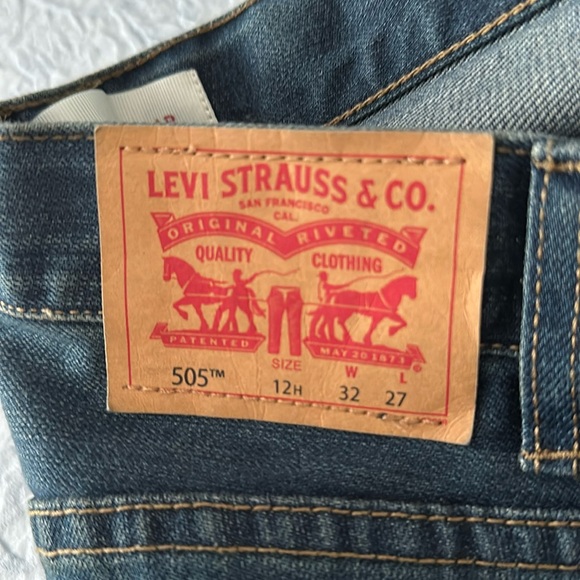 LEVI STRAUSS & CO.
SAN FRANCISCO
CAL.
ORIGINAL RIVETED
QUALITY CLOTHING
PATENTED MAY 20 1873
SIZE W L
505™ 12H 32 27